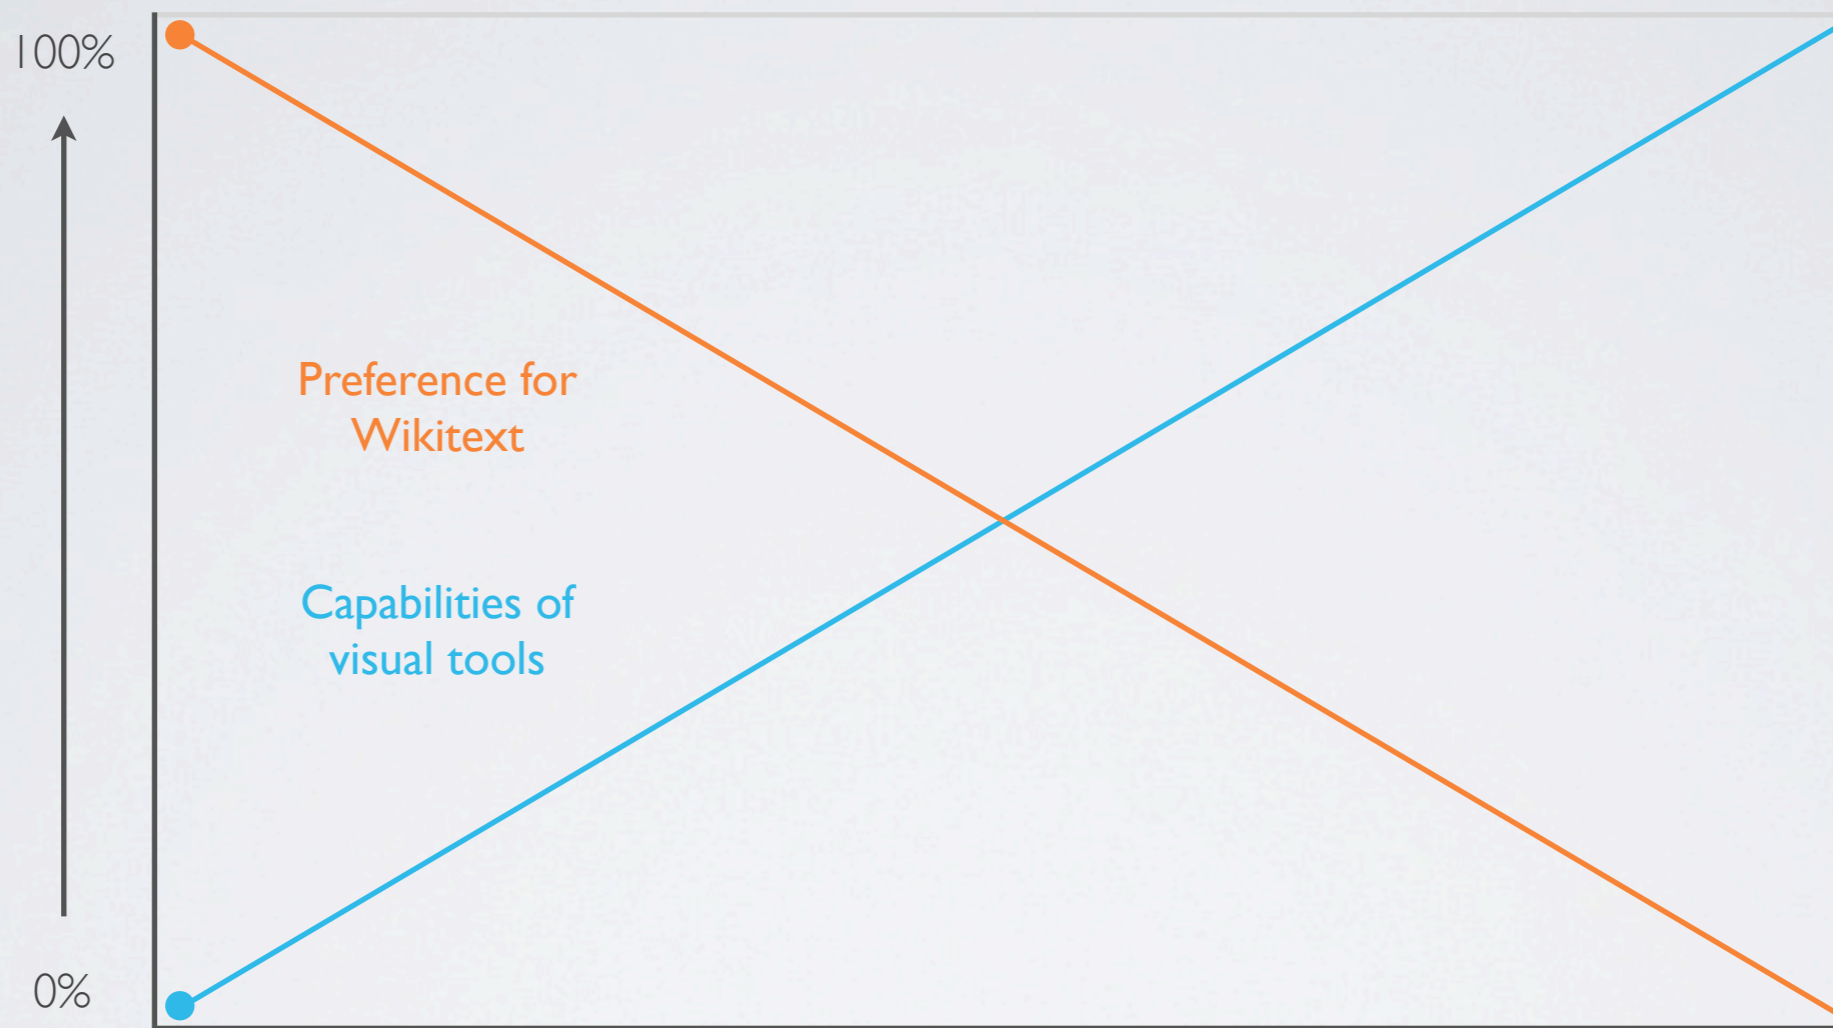 100%
Preference for
Wikitext
Capabilities of
visual tools
0%